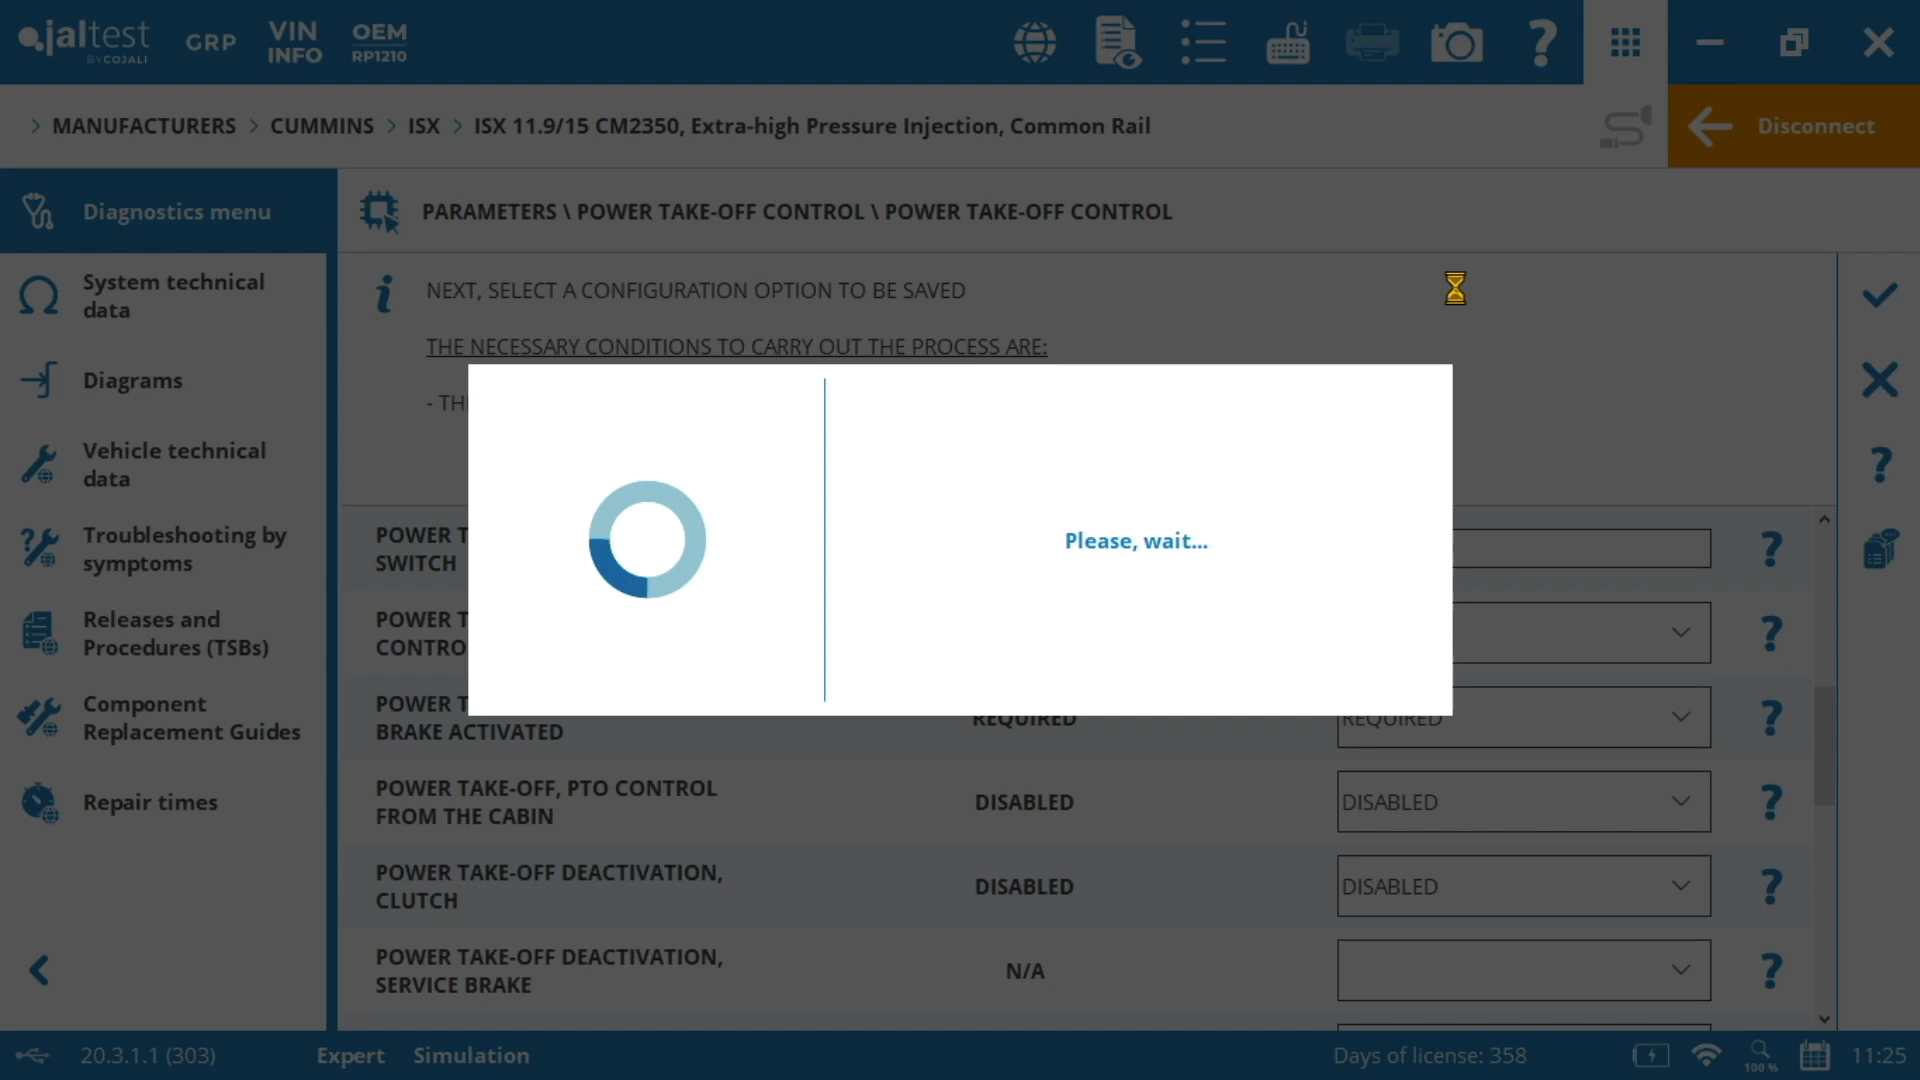 jaltest
BY COJALI
GRP
VIN
INFO
OEM
RP1210
> MANUFACTURERS > CUMMINS > ISX > ISX 11.9/15 CM2350, Extra-high Pressure Injection, Common Rail
Disconnect
Diagnostics menu
PARAMETERS \ POWER TAKE-OFF CONTROL \ POWER TAKE-OFF CONTROL
System technical
data
Diagrams
Vehicle technical
data
Troubleshooting by
symptoms
Releases and
Procedures (TSBs)
Component
Replacement Guides
Repair times
NEXT, SELECT A CONFIGURATION OPTION TO BE SAVED
THE NECESSARY CONDITIONS TO CARRY OUT THE PROCESS ARE:
- TH
Please, wait...
POWER T
SWITCH
POWER T
CONTRO
POWER T
BRAKE ACTIVATED
REQUIRED
REQUIRED
POWER TAKE-OFF, PTO CONTROL
FROM THE CABIN
DISABLED
DISABLED
POWER TAKE-OFF DEACTIVATION,
CLUTCH
DISABLED
DISABLED
POWER TAKE-OFF DEACTIVATION,
SERVICE BRAKE
N/A
20.3.1.1 (303)
Expert
Simulation
Days of license: 358
100 %
11:25